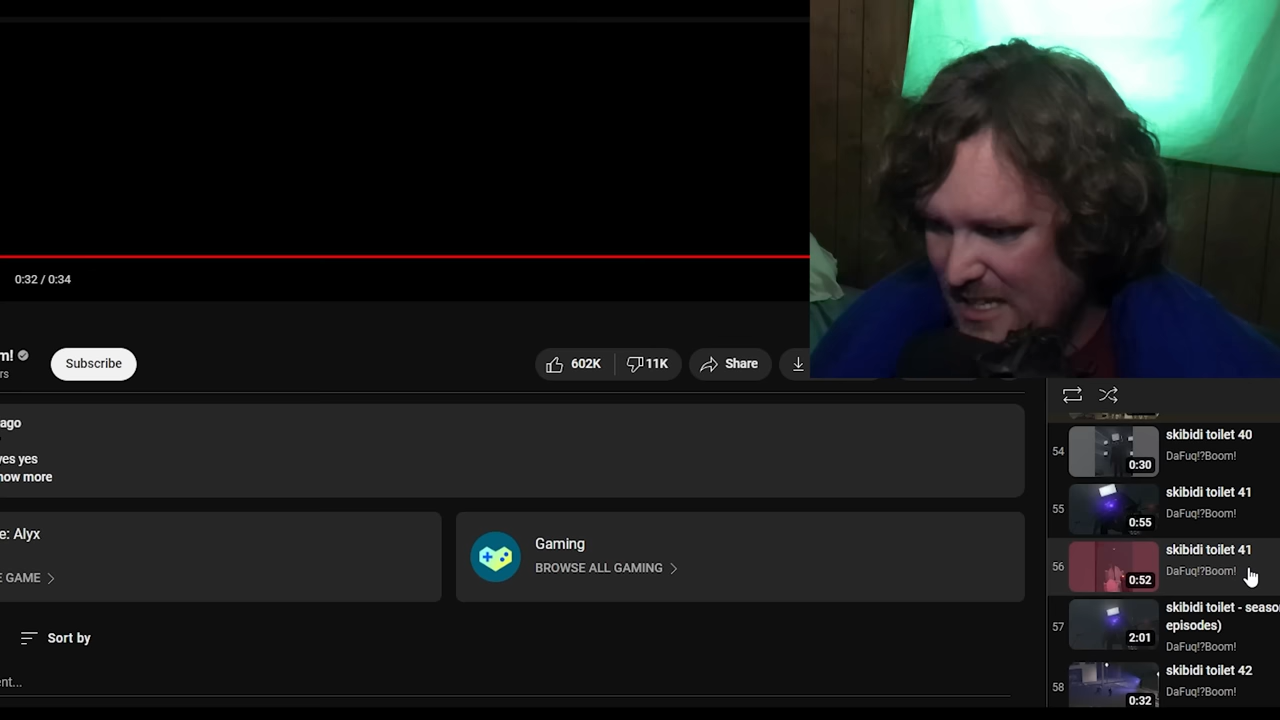 0:32 / 0:34
m!
Subscribe
rs
602K
11K
Share
ago
yes yes
now more
e: Alyx
E GAME
Gaming
BROWSE ALL GAMING
Sort by
ent...
54
0:30
skibidi toilet 40
DaFuq!?Boom!
55
0:55
skibidi toilet 41
DaFuq!?Boom!
56
0:52
skibidi toilet 41
DaFuq!?Boom!
57
2:01
skibidi toilet - seaso
episodes)
DaFuq!?Boom!
58
0:32
skibidi toilet 42
DaFuq!?Boom!